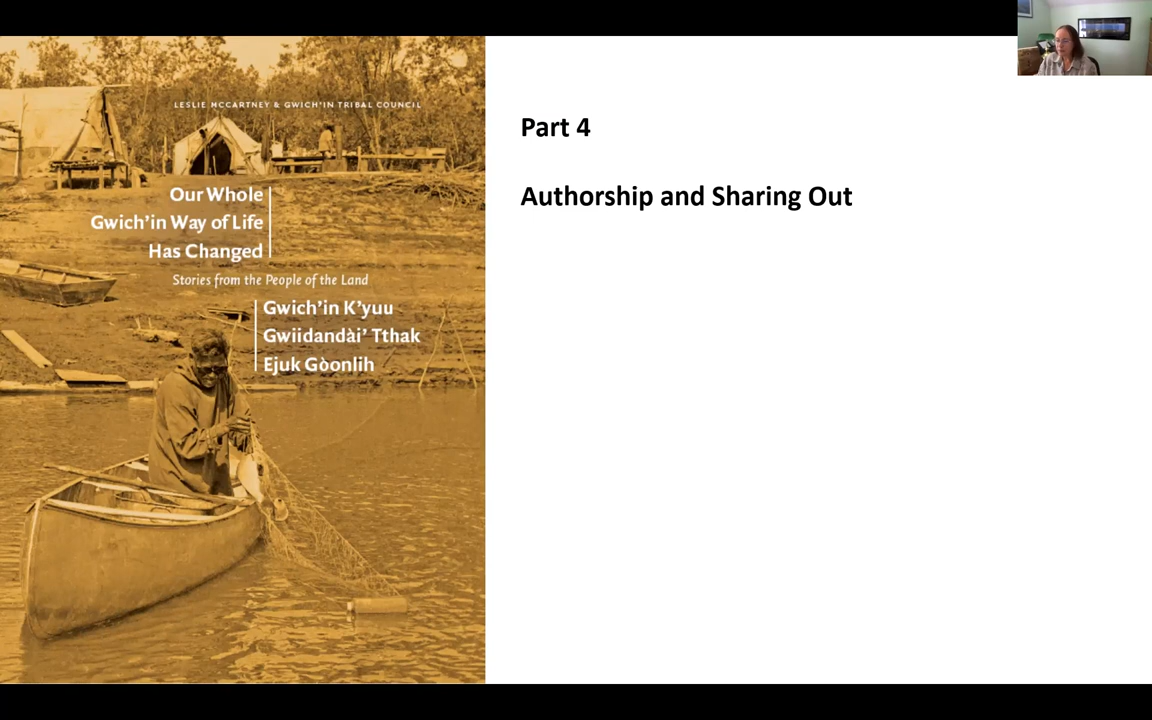 LESLIE MCCARTNEY & GWICH'IN TRIBAL COUNCIL
Our Whole
Gwich'in Way of Life
Has Changed
Stories from the People of the Land
Gwich'in K'yuu
Gwiidandài' Tthak
Ejuk Gòonlih
Part 4
Authorship and Sharing Out